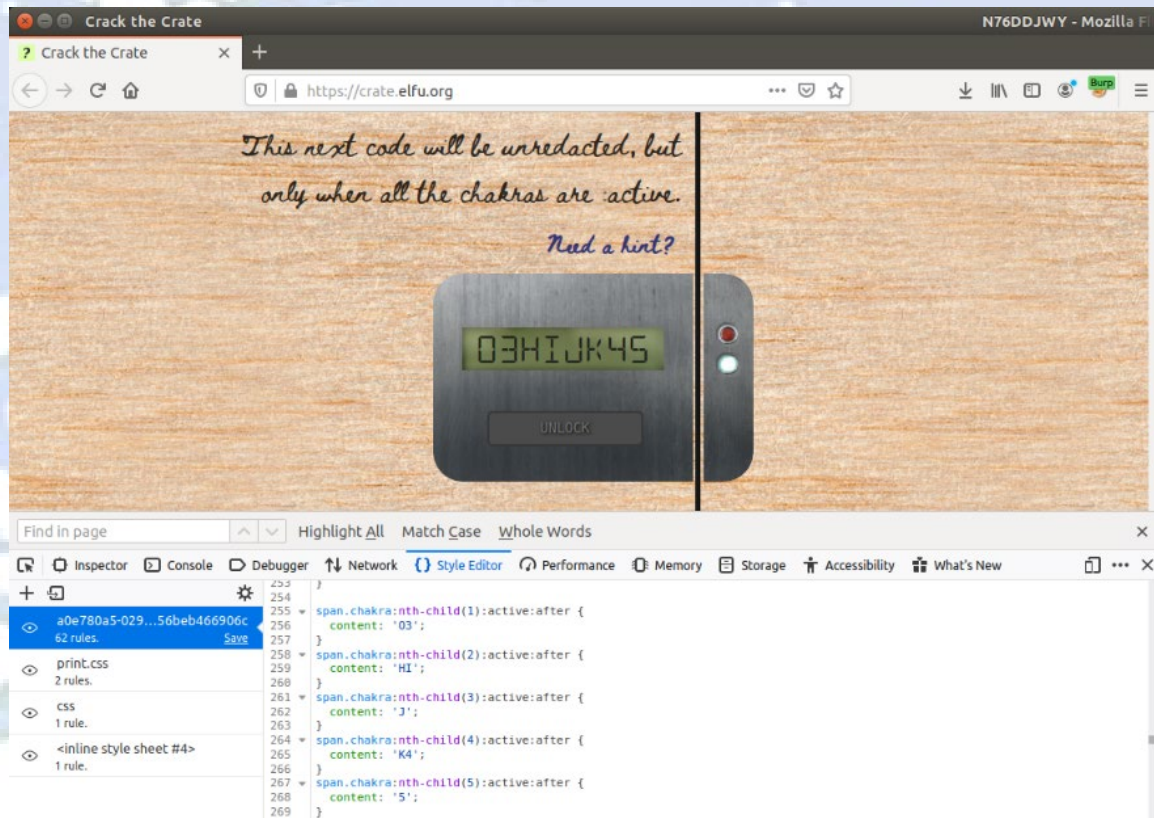 Crack the Crate
N76DDJWY - Mozilla
? Crack the Crate × +
https://crate.elfu.org
Burp
This next code will be unredacted, but
only when all the chakras are :active.
Need a hint?
03HIJK45
UNLOCK
Find in page Highlight All Match Case Whole Words
Inspector Console Debugger Network {} Style Editor Performance Memory Storage Accessibility What's New
a0e780a5-029...56beb466906c
62 rules. Save
print.css
2 rules.
css
1 rule.
<inline style sheet #4>
1 rule.
253 }
254
255 span.chakra:nth-child(1):active:after {
256 content: '03';
257 }
258 span.chakra:nth-child(2):active:after {
259 content: 'HI';
260 }
261 span.chakra:nth-child(3):active:after {
262 content: 'J';
263 }
264 span.chakra:nth-child(4):active:after {
265 content: 'K4';
266 }
267 span.chakra:nth-child(5):active:after {
268 content: '5';
269 }